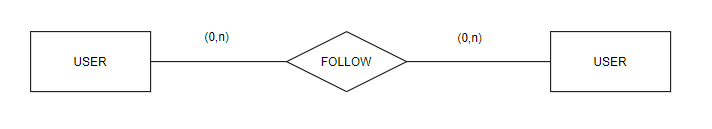 (0,n)
(0,n)
USER
FOLLOW
USER